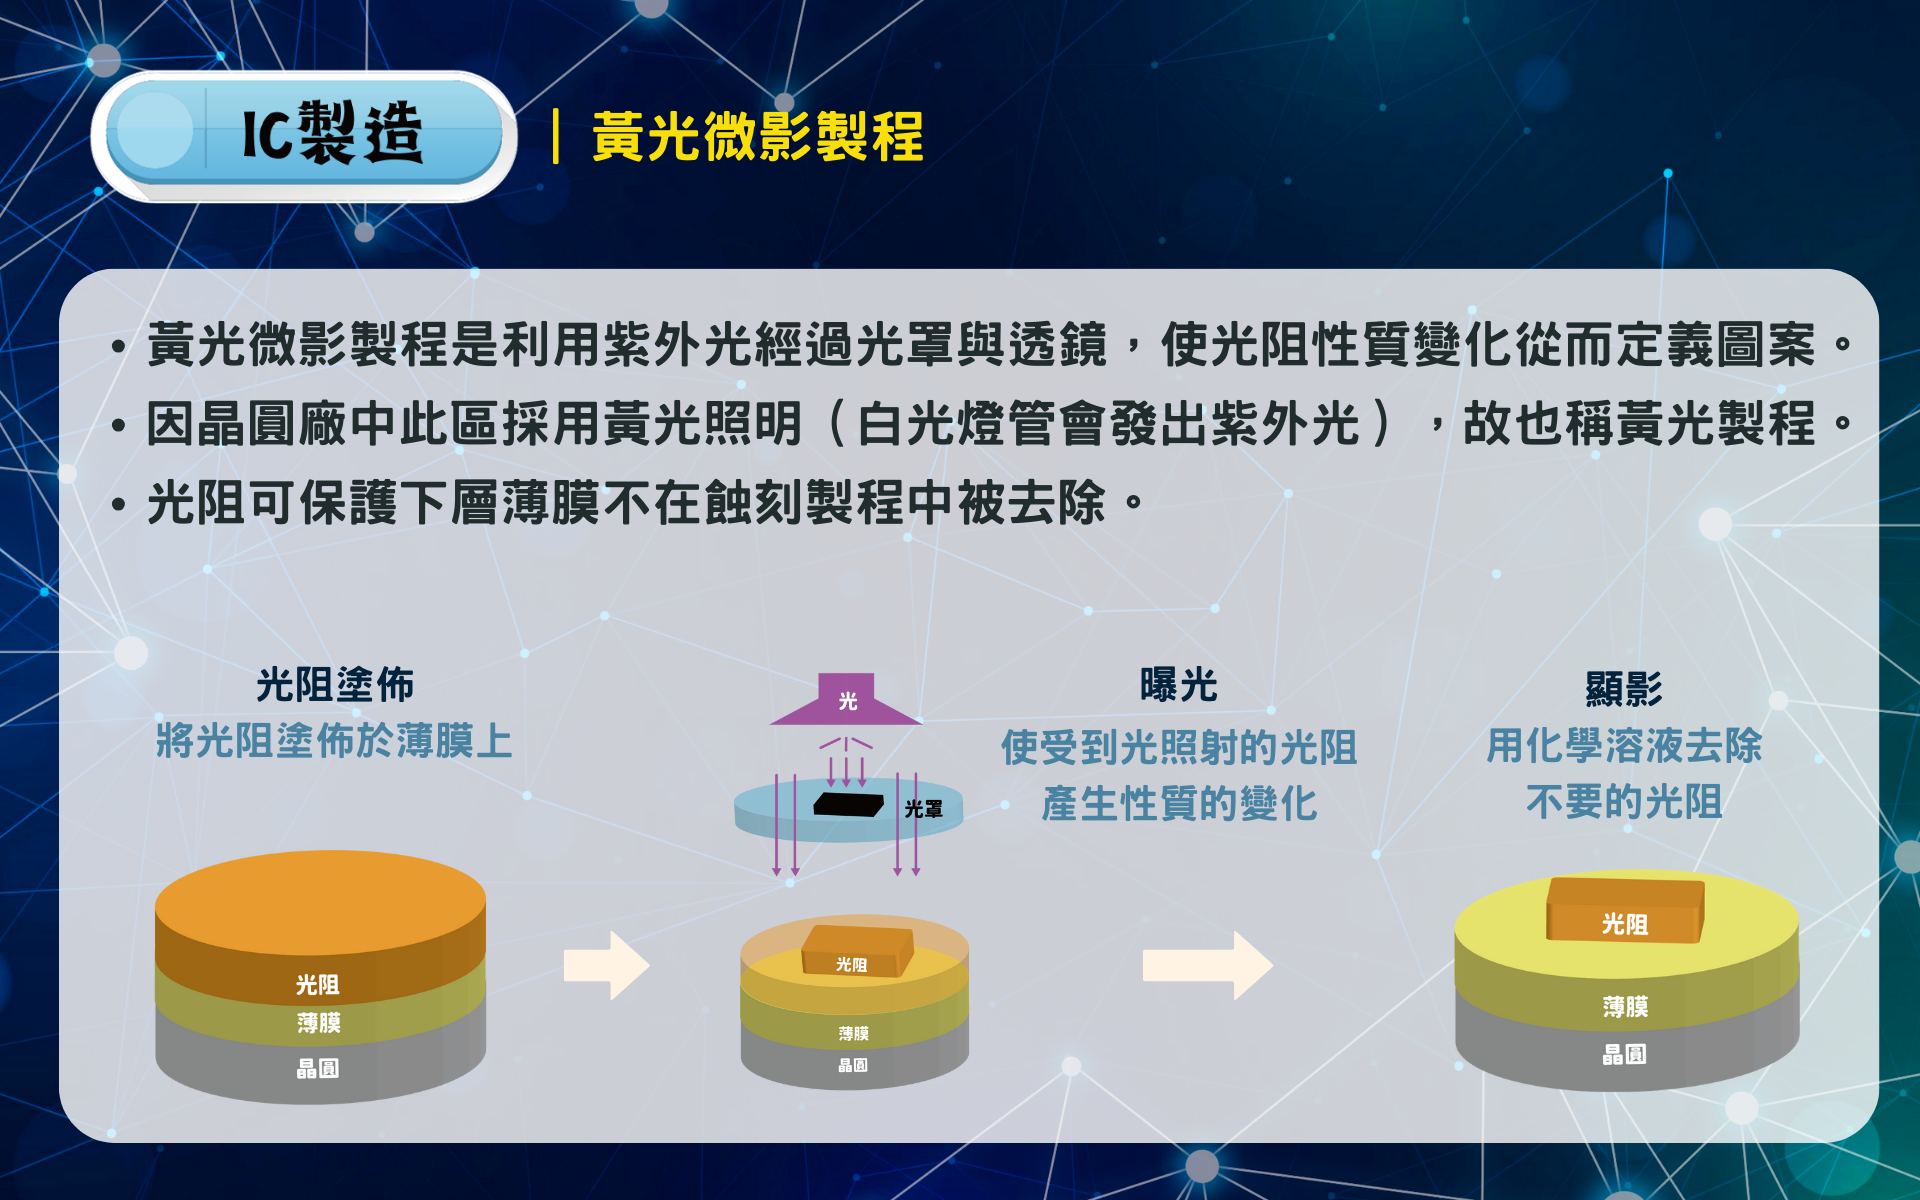 IC製造
黃光微影製程
• 黃光微影製程是利用紫外光經過光罩與透鏡，使光阻性質變化從而定義圖案。
• 因晶圓廠中此區採用黃光照明（白光燈管會發出紫外光），故也稱黃光製程。
• 光阻可保護下層薄膜不在蝕刻製程中被去除。
光阻塗佈
將光阻塗佈於薄膜上
光阻
薄膜
晶圓
光
光罩
曝光
使受到光照射的光阻
產生性質的變化
光阻
薄膜
晶圓
顯影
用化學溶液去除
不要的光阻
光阻
薄膜
晶圓